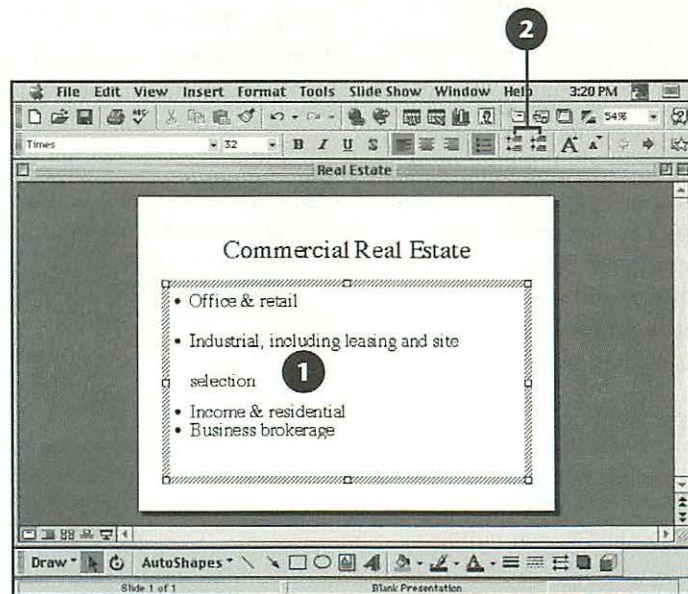 2
File Edit View Insert Format Tools Slide Show Window Help 3:20 PM
54%
Times 32 B I U S A A
Real Estate
Commercial Real Estate
• Office & retail
• Industrial, including leasing and site
selection
1
• Income & residential
• Business brokerage
Draw AutoShapes
Slide 1 of 1 Blank Presentation